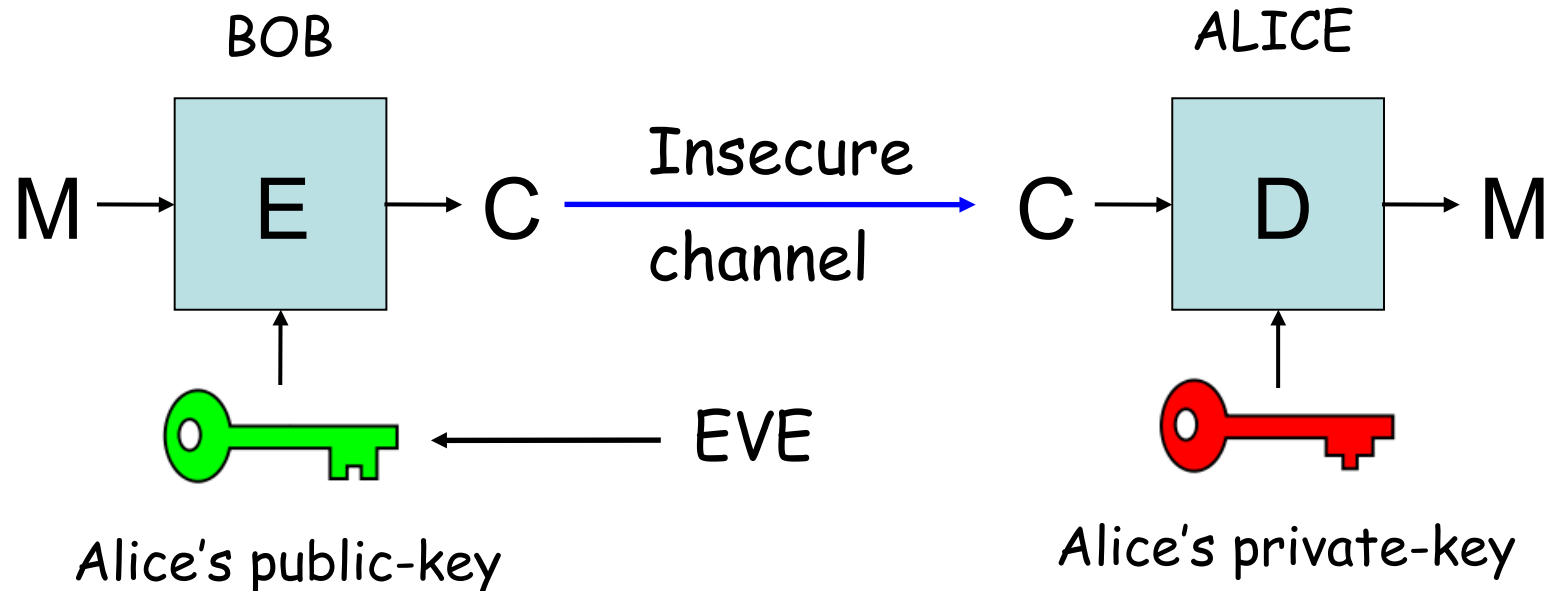 BOB
ALICE
M E C Insecure channel C D M
EVE
Alice's public-key
Alice's private-key